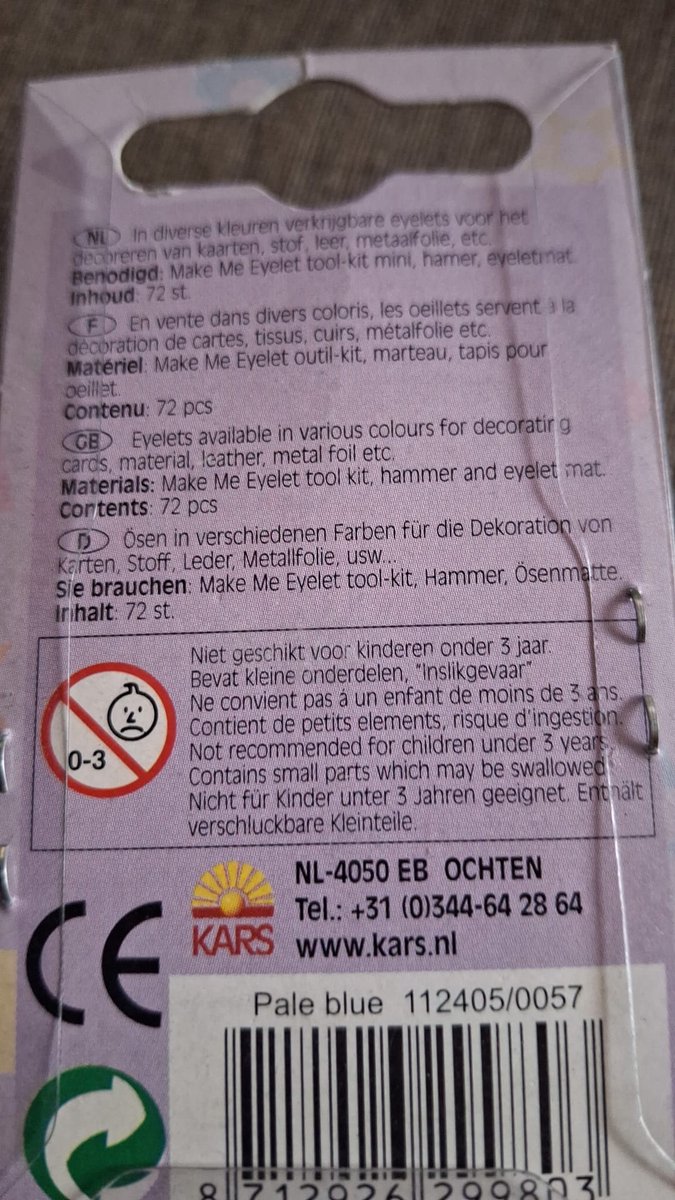 NL In diverse kleuren verkrijgbare eyelets voor het
decoreren van kaarten, stof, leer, metaalfolie, etc.
Benodigd: Make Me Eyelet tool-kit mini, hamer, eyeletmat.
Inhoud: 72 st.
F En vente dans divers coloris, les oeillets servent à la
décoration de cartes, tissus, cuirs, métalfolie etc.
Matériel: Make Me Eyelet outil-kit, marteau, tapis pour
oeillet.
Contenu: 72 pcs
GB Eyelets available in various colours for decorating
cards, material, leather, metal foil etc.
Materials: Make Me Eyelet tool kit, hammer and eyelet mat.
Contents: 72 pcs
D Ösen in verschiedenen Farben für die Dekoration von
Karten, Stoff, Leder, Metallfolie, usw...
Sie brauchen: Make Me Eyelet tool-kit, Hammer, Ösenmatte.
Inhalt: 72 st.
Niet geschikt voor kinderen onder 3 jaar.
Bevat kleine onderdelen, "Inslikgevaar"
Ne convient pas á un enfant de moins de 3 ans.
Contient de petits elements, risque d'ingestion.
Not recommended for children under 3 years.
Contains small parts which may be swallowed
Nicht für Kinder unter 3 Jahren geeignet. Enthält
verschluckbare Kleinteile.
0-3
CE
KARS
NL-4050 EB OCHTEN
Tel.: +31 (0)344-64 28 64
www.kars.nl
Pale blue 112405/0057
8 712926 299803